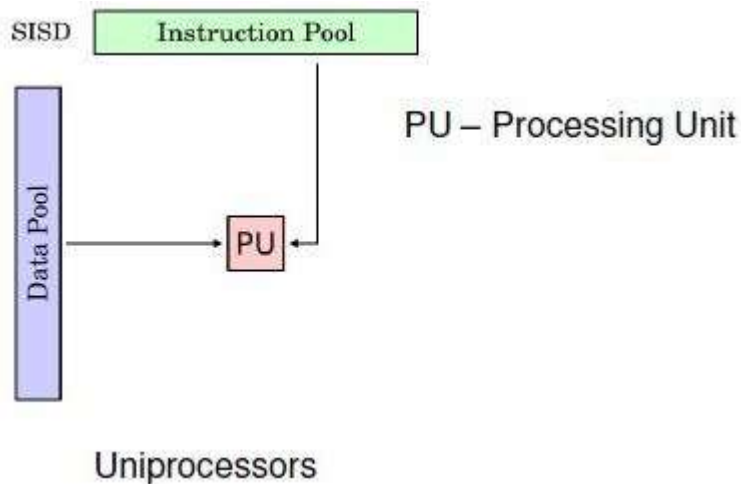 SISD
Instruction Pool
PU – Processing Unit
Data Pool
PU
Uniprocessors